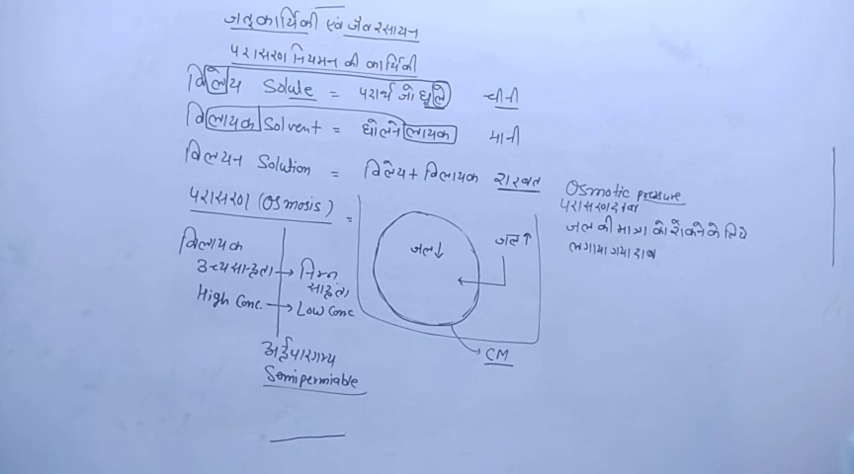 जन्तु कार्यिकी एवं जैव रसायन
परासरण नियमन की कार्यिकी
विलेय Solute = पदार्थ जो घुले चीनी
विलायक Solvent = घोलने लायक पानी
विलयन Solution = विलेय + विलायक शरबत
परासरण (Osmosis) =
विलायक
उच्च सान्द्रता → निम्न सान्द्रता
High Conc. → Low Conc
अर्द्धपारगम्य
Semipermiable
जल↓
जल↑
CM
Osmotic pressure
परासरण दाब
जल की मात्रा को रोकने के लिये
लगाया गया दाब